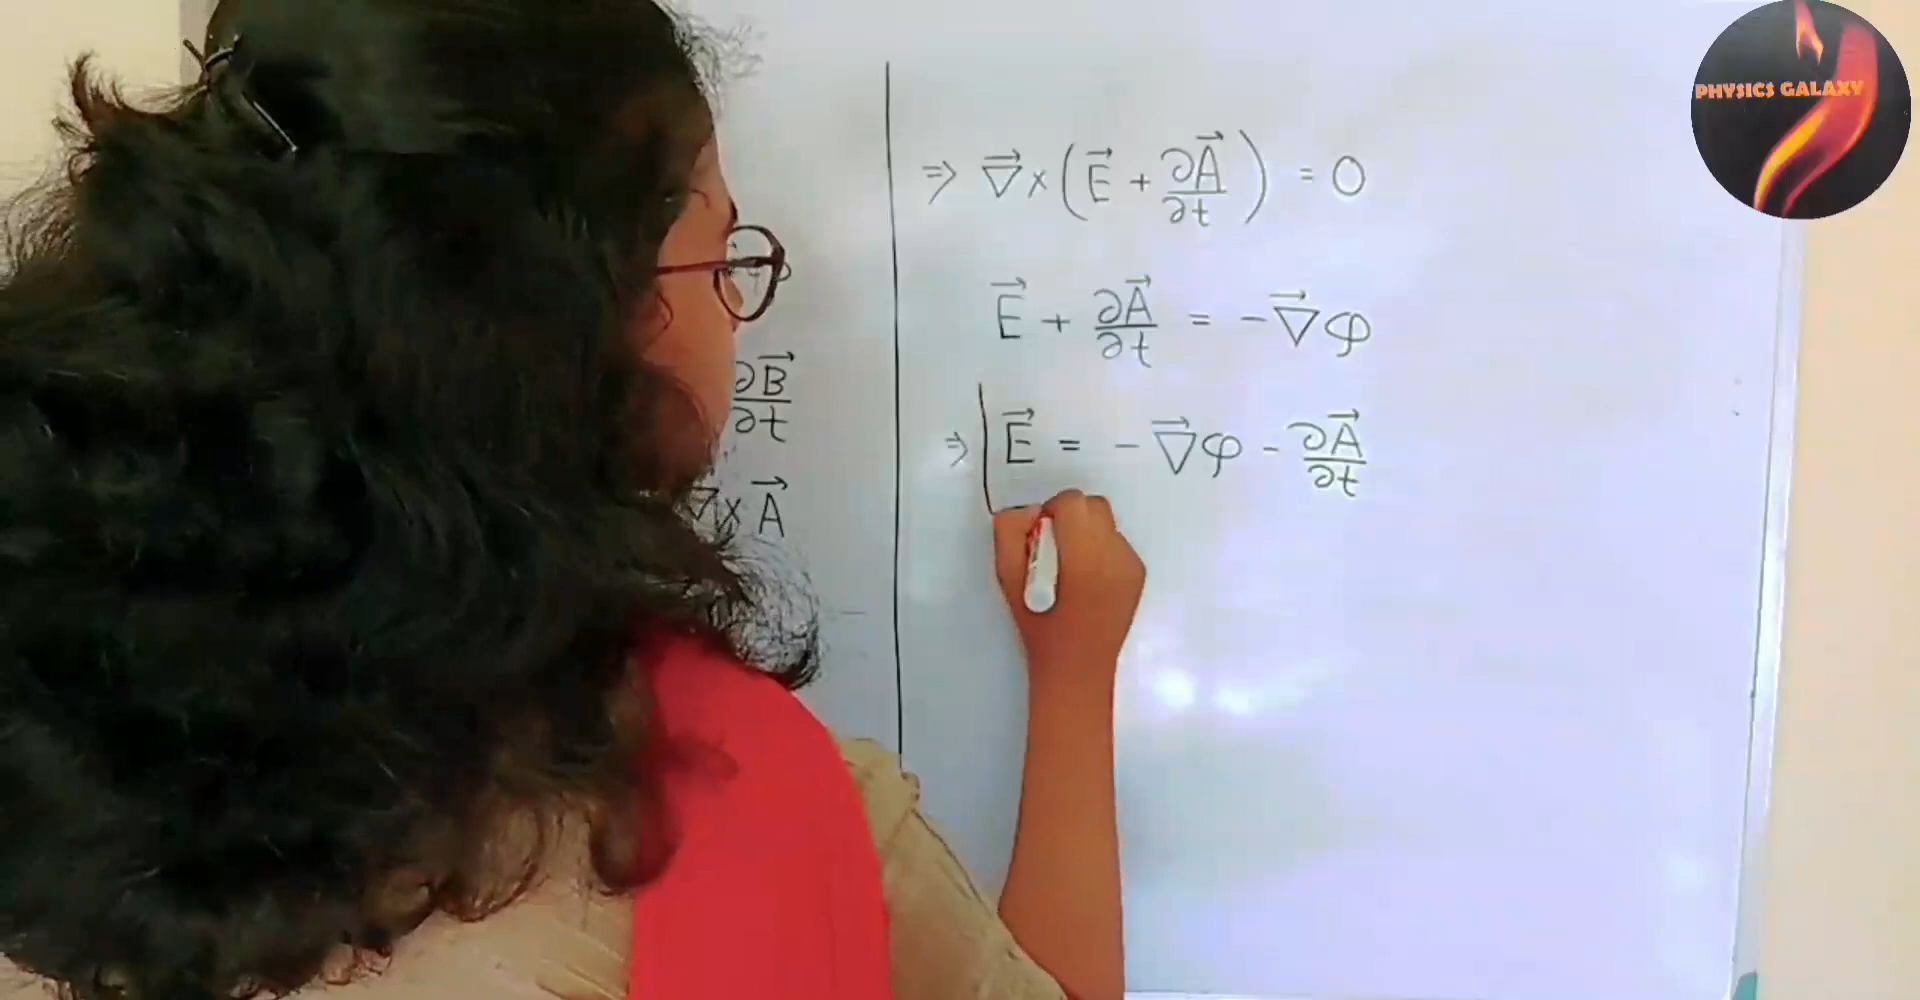 ∂B⃗/∂t
∇⃗× A⃗
⇒ ∇⃗×(E⃗ + ∂A⃗/∂t) = 0
E⃗ + ∂A⃗/∂t = -∇⃗φ
⇒ E⃗ = - ∇⃗φ - ∂A⃗/∂t
PHYSICS GALAXY